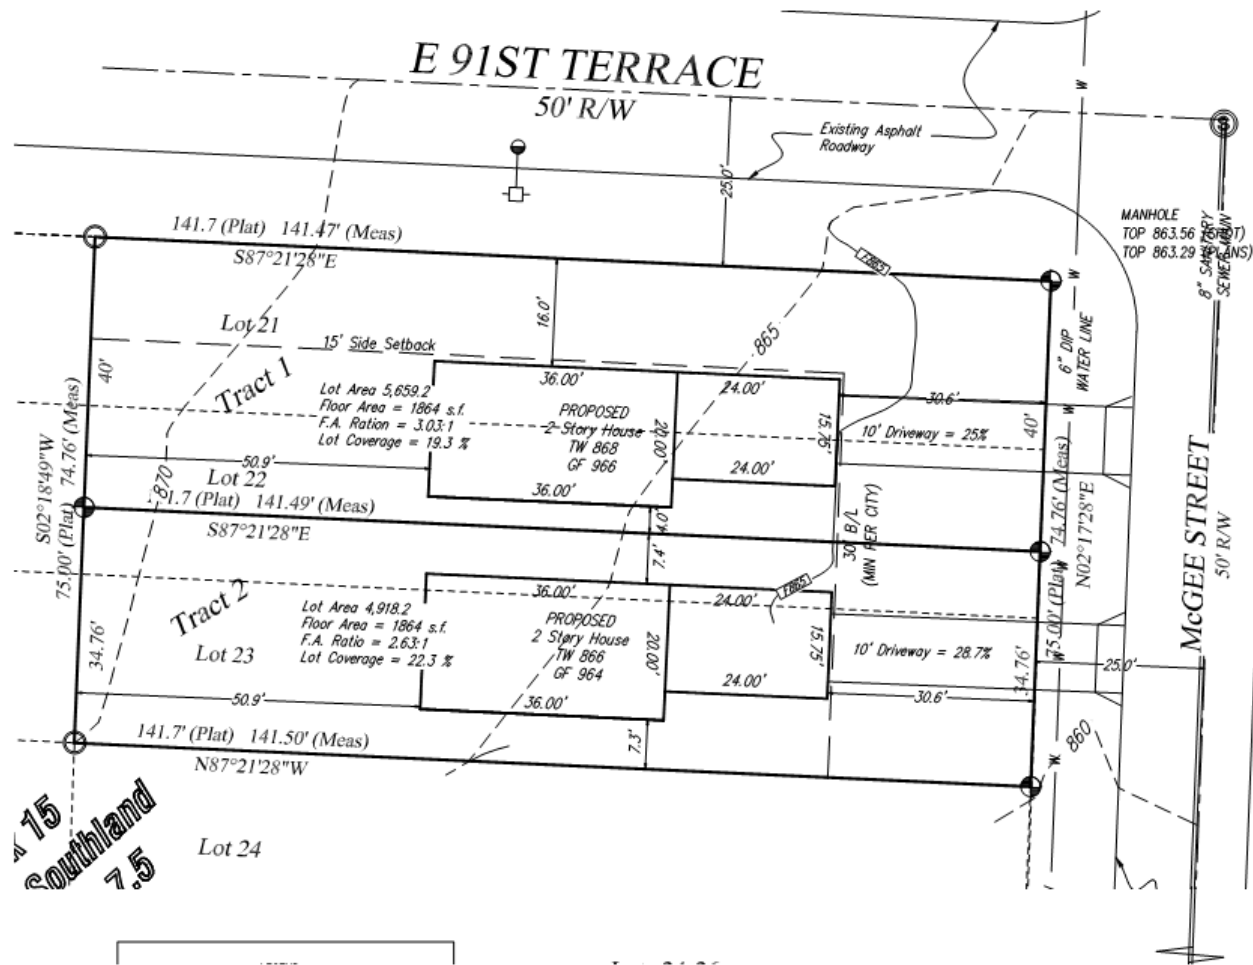 E 91ST TERRACE
50' R/W
Existing Asphalt
Roadway
25.0'
W
MANHOLE
TOP 863.56 (SPOT)
TOP 863.29 (PLANS)
8" SANITARY
SEWER MAIN
141.7 (Plat) 141.47' (Meas)
S87°21'28"E
F865
W
Lot 21
16.0'
15' Side Setback
865
6" DIP
WATER LINE
40'
Tract 1
36.00'
24.00'
30.6'
W
40'
Lot Area 5,659.2
Floor Area = 1864 s.f.
F.A. Ration = 3.03:1
Lot Coverage = 19.3 %
PROPOSED
2 Story House
TW 868
GF 966
20.00'
15.75'
10' Driveway = 25%
50.9'
24.00'
Lot 22
870
36.00'
S02°18'49"W
75.00' (Plat) 74.76' (Meas)
1.7 (Plat) 141.49' (Meas)
S87°21'28"E
4.0'
7.4'
30' B/L
(MIN PER CITY)
75.00' (Plat) 74.76' (Meas)
N02°17'28"E
McGEE STREET
50' R/W
W
F865
Tract 2
36.00'
24.00'
Lot Area 4,918.2
Floor Area = 1864 s.f.
F.A. Ratio = 2.63:1
Lot Coverage = 22.3 %
PROPOSED
2 Story House
TW 866
GF 964
20.00'
15.75'
10' Driveway = 28.7%
34.76'
Lot 23
W
34.76'
25.0'
50.9'
36.00'
24.00'
30.6'
141.7' (Plat) 141.50' (Meas)
N87°21'28"W
7.3'
860
W
15
Southland
7.5
Lot 24
W